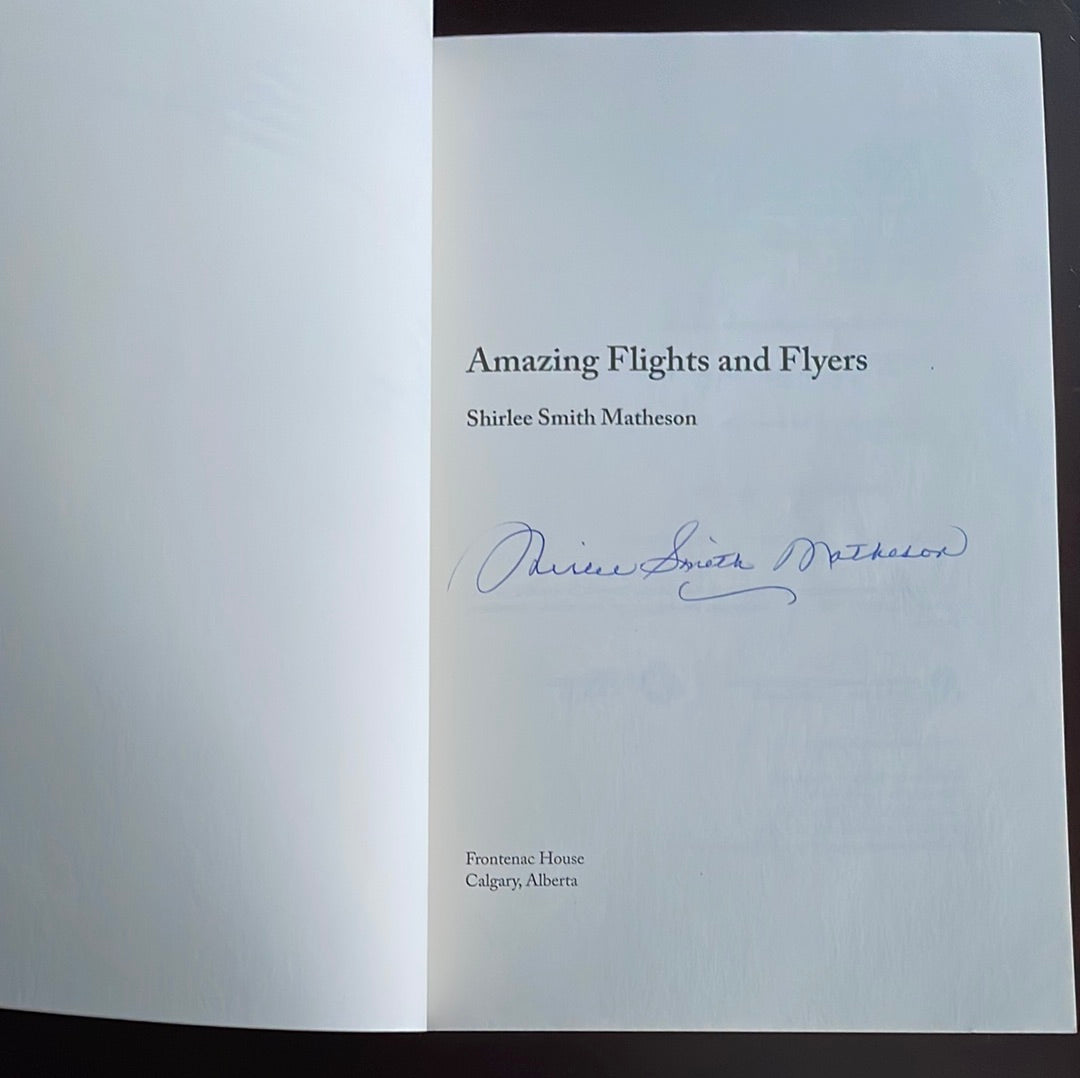 Amazing Flights and Flyers
Shirlee Smith Matheson
Shirlee Smith Matheson
Frontenac House
Calgary, Alberta